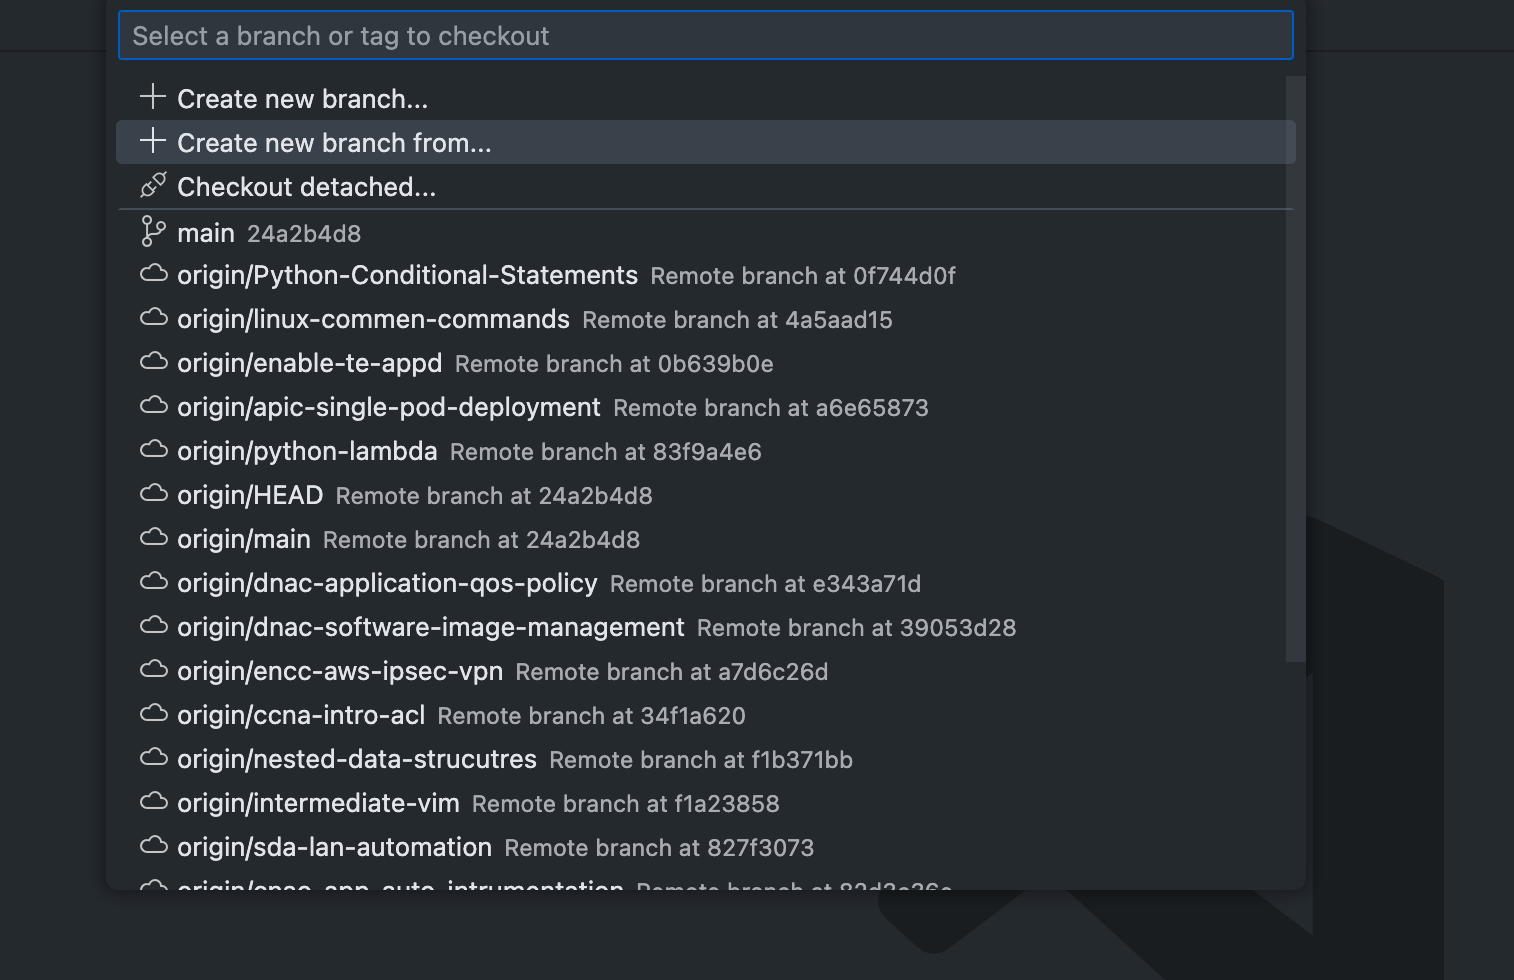 Select a branch or tag to checkout
Create new branch...
Create new branch from...
Checkout detached...
main 24a2b4d8
origin/Python-Conditional-Statements Remote branch at 0f744d0f
origin/linux-commen-commands Remote branch at 4a5aad15
origin/enable-te-appd Remote branch at 0b639b0e
origin/apic-single-pod-deployment Remote branch at a6e65873
origin/python-lambda Remote branch at 83f9a4e6
origin/HEAD Remote branch at 24a2b4d8
origin/main Remote branch at 24a2b4d8
origin/dnac-application-qos-policy Remote branch at e343a71d
origin/dnac-software-image-management Remote branch at 39053d28
origin/encc-aws-ipsec-vpn Remote branch at a7d6c26d
origin/ccna-intro-acl Remote branch at 34f1a620
origin/nested-data-strucutres Remote branch at f1b371bb
origin/intermediate-vim Remote branch at f1a23858
origin/sda-lan-automation Remote branch at 827f3073
Remote branch at